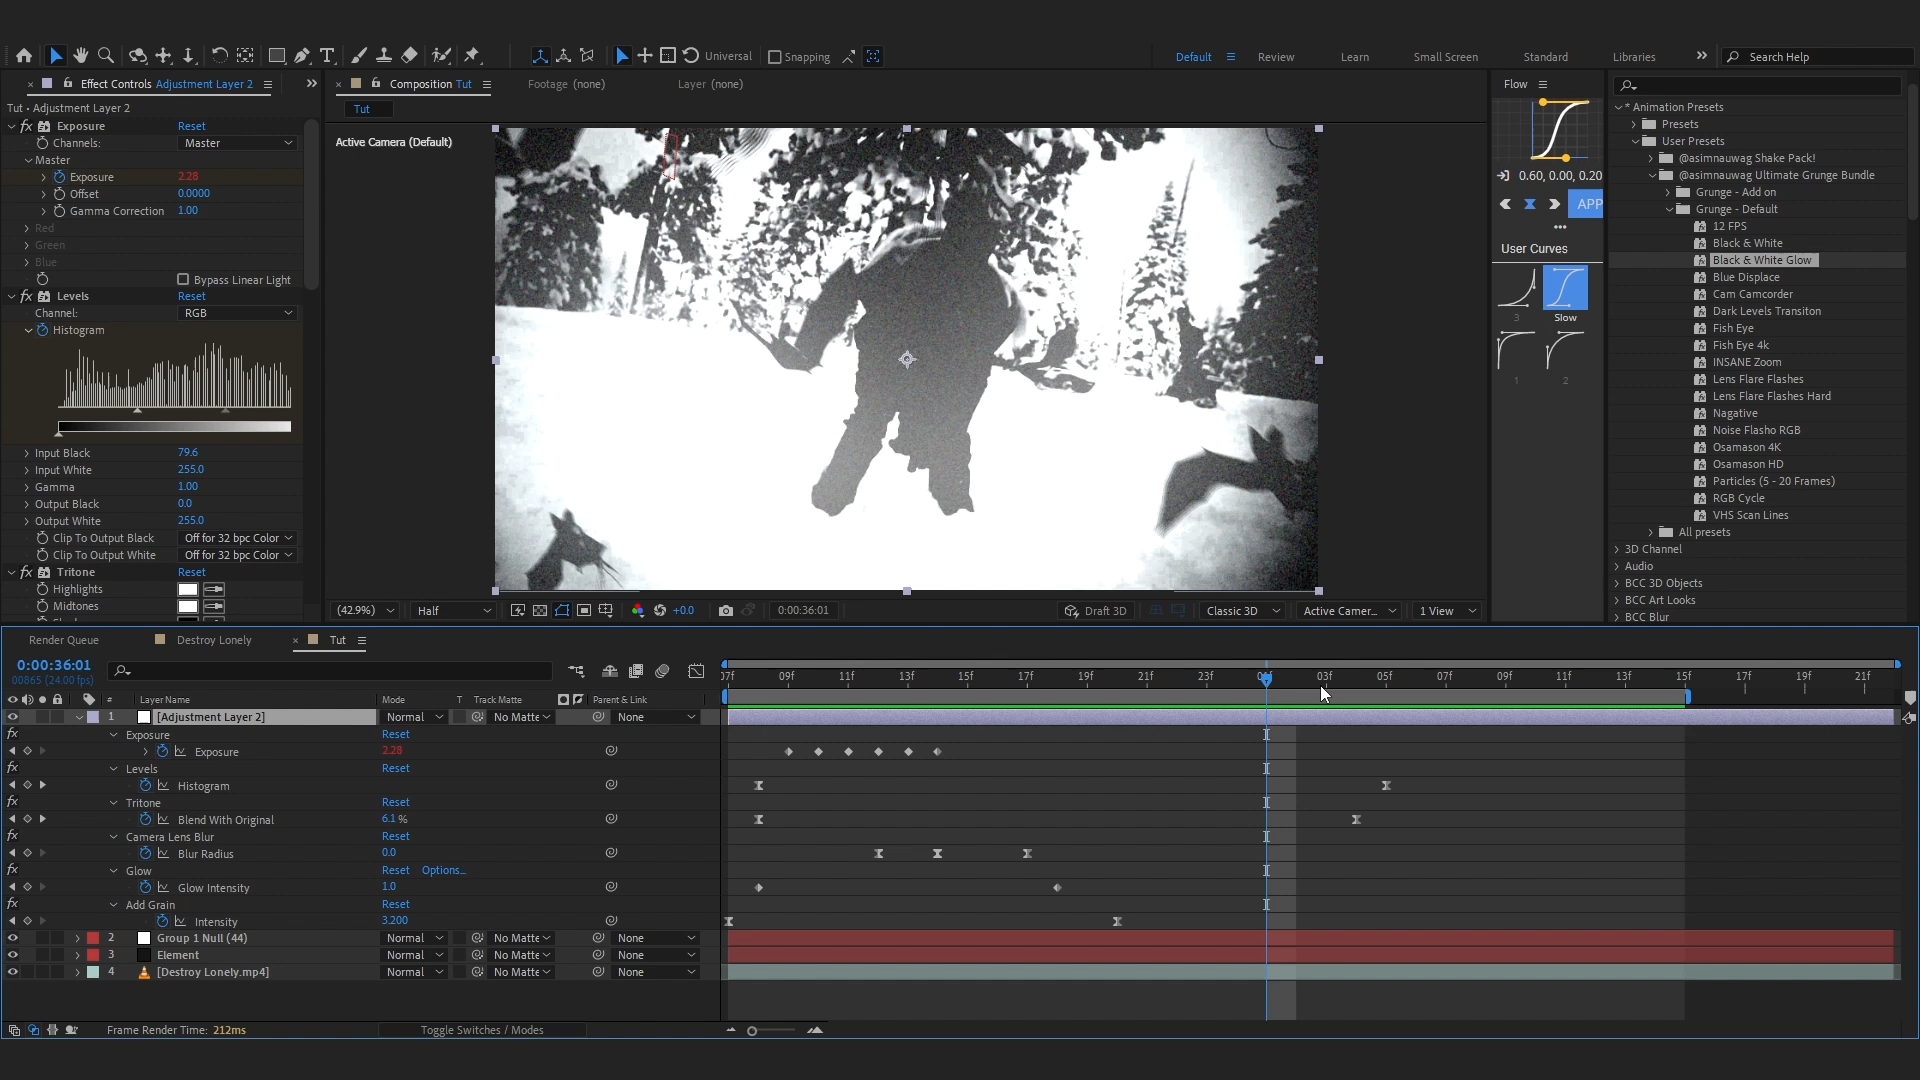 Universal
Snapping
Default
Review
Learn
Small Screen
Standard
Libraries
Search Help
Effect Controls Adjustment Layer 2
Composition Tut
Footage (none)
Layer (none)
Flow
Tut • Adjustment Layer 2
Tut
* Animation Presets
fx Exposure Reset
Presets
Channels: Master
Active Camera (Default)
User Presets
Master
@asimnauwag Shake Pack!
Exposure 2.28
0.60, 0.00, 0.20
@asimnauwag Ultimate Grunge Bundle
Offset 0.0000
Grunge - Add on
Gamma Correction 1.00
APP
Grunge - Default
Red
12 FPS
Green
User Curves
Black & White
Blue
Black & White Glow
Bypass Linear Light
Blue Displace
fx Levels Reset
Cam Camcorder
Channel: RGB
3
Slow
Dark Levels Transiton
Histogram
Fish Eye
Fish Eye 4k
INSANE Zoom
1
2
Lens Flare Flashes
Lens Flare Flashes Hard
Nagative
Noise Flasho RGB
Input Black 79.6
Osamason 4K
Input White 255.0
Osamason HD
Gamma 1.00
Particles (5 - 20 Frames)
Output Black 0.0
RGB Cycle
Output White 255.0
VHS Scan Lines
Clip To Output Black Off for 32 bpc Color
All presets
Clip To Output White Off for 32 bpc Color
3D Channel
fx Tritone Reset
Audio
Highlights
BCC 3D Objects
Midtones
BCC Art Looks
(42.9%)
Half
+0.0
0:00:36:01
Draft 3D
Classic 3D
Active Camer...
1 View
BCC Blur
Render Queue
Destroy Lonely
Tut
0:00:36:01
00865 (24.00 fps)
07f 09f 11f 13f 15f 17f 19f 21f 23f 01f 03f 05f 07f 09f 11f 13f 15f 17f 19f 21f
# Layer Name Mode T Track Matte Parent & Link
1 [Adjustment Layer 2] Normal No Matte None
fx Exposure Reset
Exposure 2.28
fx Levels Reset
Histogram
fx Tritone Reset
Blend With Original 6.1 %
fx Camera Lens Blur Reset
Blur Radius 0.0
fx Glow Reset Options...
Glow Intensity 1.0
fx Add Grain Reset
Intensity 3.200
2 Group 1 Null (44) Normal No Matte None
3 Element Normal No Matte None
4 [Destroy Lonely.mp4] Normal No Matte None
Frame Render Time: 212ms
Toggle Switches / Modes